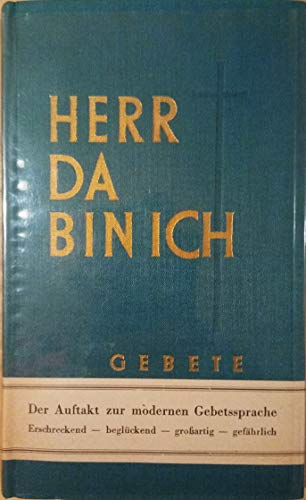 HERR
DA
BIN ICH
GEBETE
Der Auftakt zur modernen Gebetssprache
Erschreckend — beglückend — großartig — gefährlich